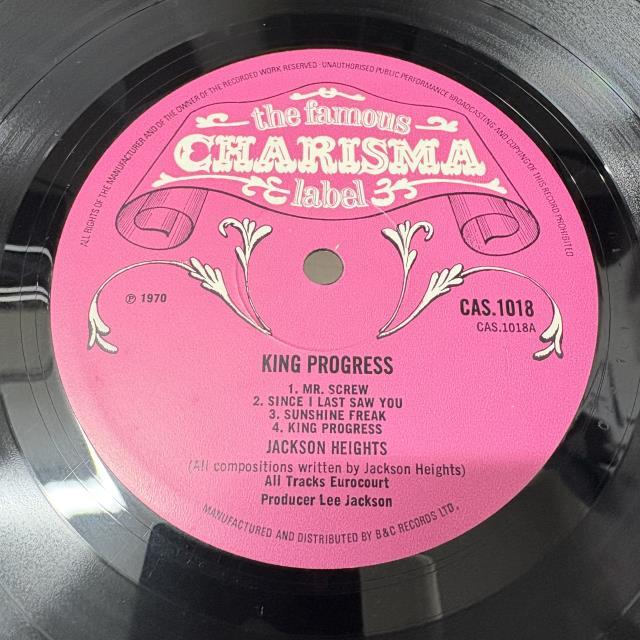 ALL RIGHTS OF THE MANUFACTURER AND OF THE OWNER OF THE RECORDED WORK RESERVED · UNAUTHORISED PUBLIC PERFORMANCE BROADCASTING AND COPYING OF THIS RECORD PROHIBITED
the famous
CHARISMA
label
℗ 1970
CAS.1018
CAS.1018A
KING PROGRESS
1. MR. SCREW
2. SINCE I LAST SAW YOU
3. SUNSHINE FREAK
4. KING PROGRESS
JACKSON HEIGHTS
(All compositions written by Jackson Heights)
All Tracks Eurocourt
Producer Lee Jackson
MANUFACTURED AND DISTRIBUTED BY B&C RECORDS LTD.